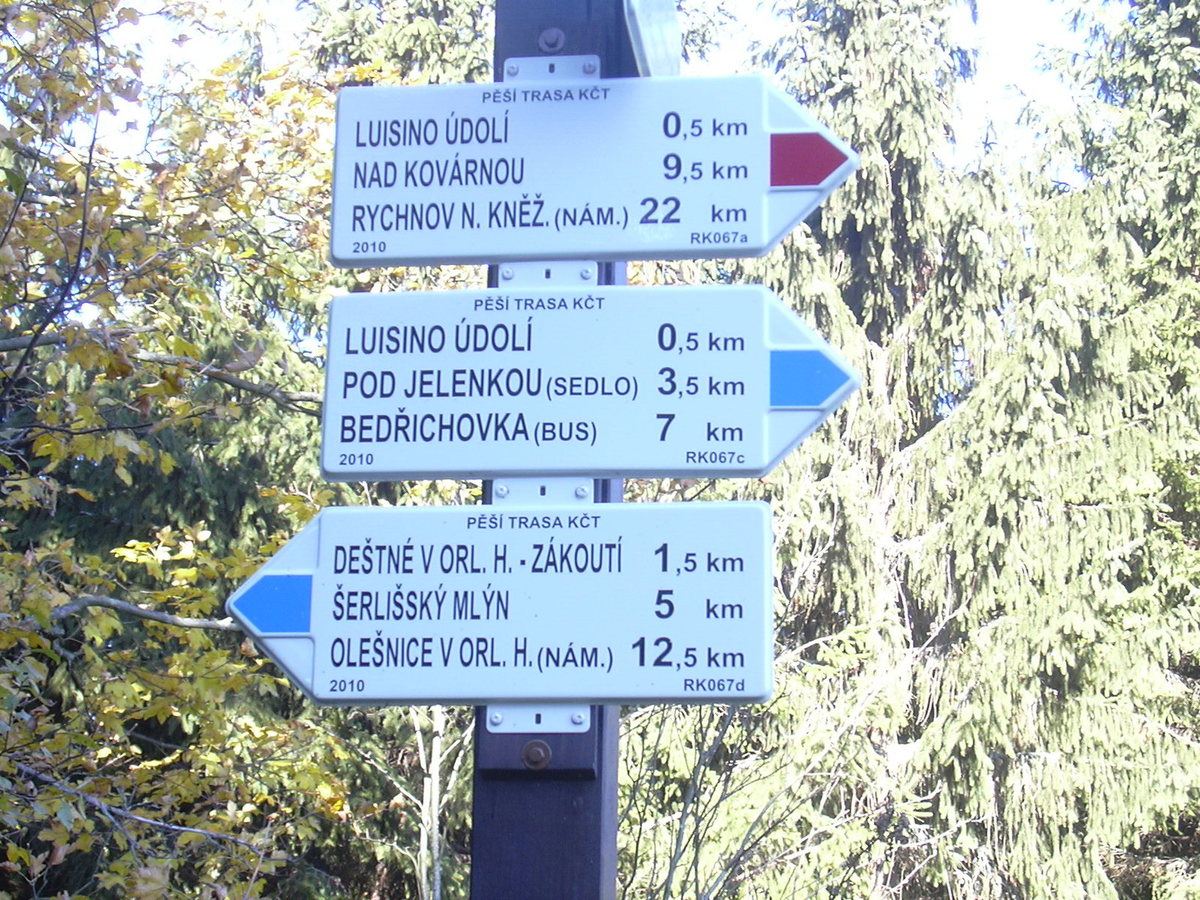 PĚŠÍ TRASA KČT
LUISINO ÚDOLÍ 0,5 km
NAD KOVÁRNOU 9,5 km
RYCHNOV N. KNĚŽ. (NÁM.) 22 km
2010 RK067a
PĚŠÍ TRASA KČT
LUISINO ÚDOLÍ 0,5 km
POD JELENKOU (SEDLO) 3,5 km
BEDŘICHOVKA (BUS) 7 km
2010 RK067c
PĚŠÍ TRASA KČT
DEŠTNÉ V ORL. H. - ZÁKOUTÍ 1,5 km
ŠERLIŠSKÝ MLÝN 5 km
OLEŠNICE V ORL. H. (NÁM.) 12,5 km
2010 RK067d